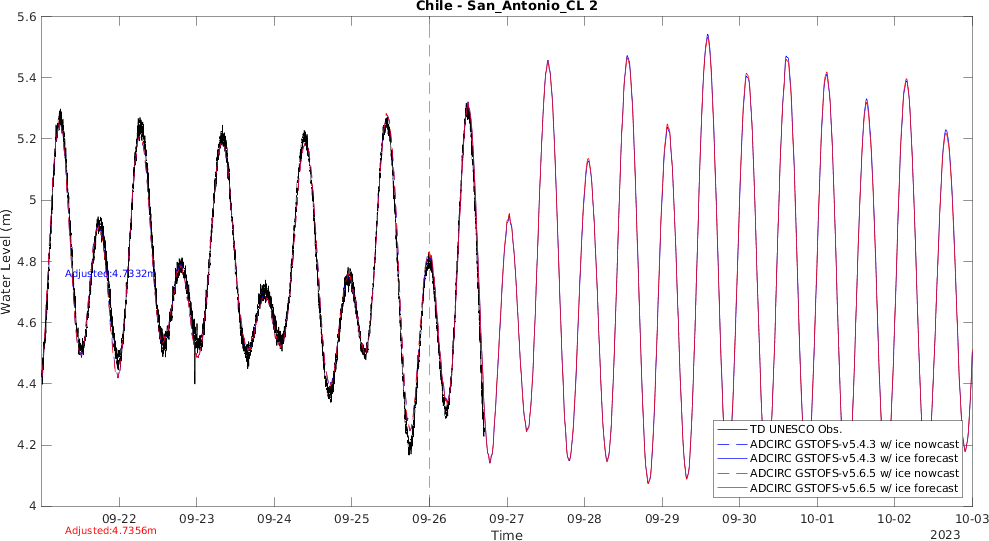 Chile - San_Antonio_CL 2
5.6
5.4
5.2
5
4.8
4.6
4.4
4.2
4
Water Level (m)
Adjusted:4.7332m
Adjusted:4.7356m
TD UNESCO Obs.
ADCIRC GSTOFS-v5.4.3 w/ ice nowcast
ADCIRC GSTOFS-v5.4.3 w/ ice forecast
ADCIRC GSTOFS-v5.6.5 w/ ice nowcast
ADCIRC GSTOFS-v5.6.5 w/ ice forecast
09-22 09-23 09-24 09-25 09-26 09-27 09-28 09-29 09-30 10-01 10-02 10-03
Time
2023